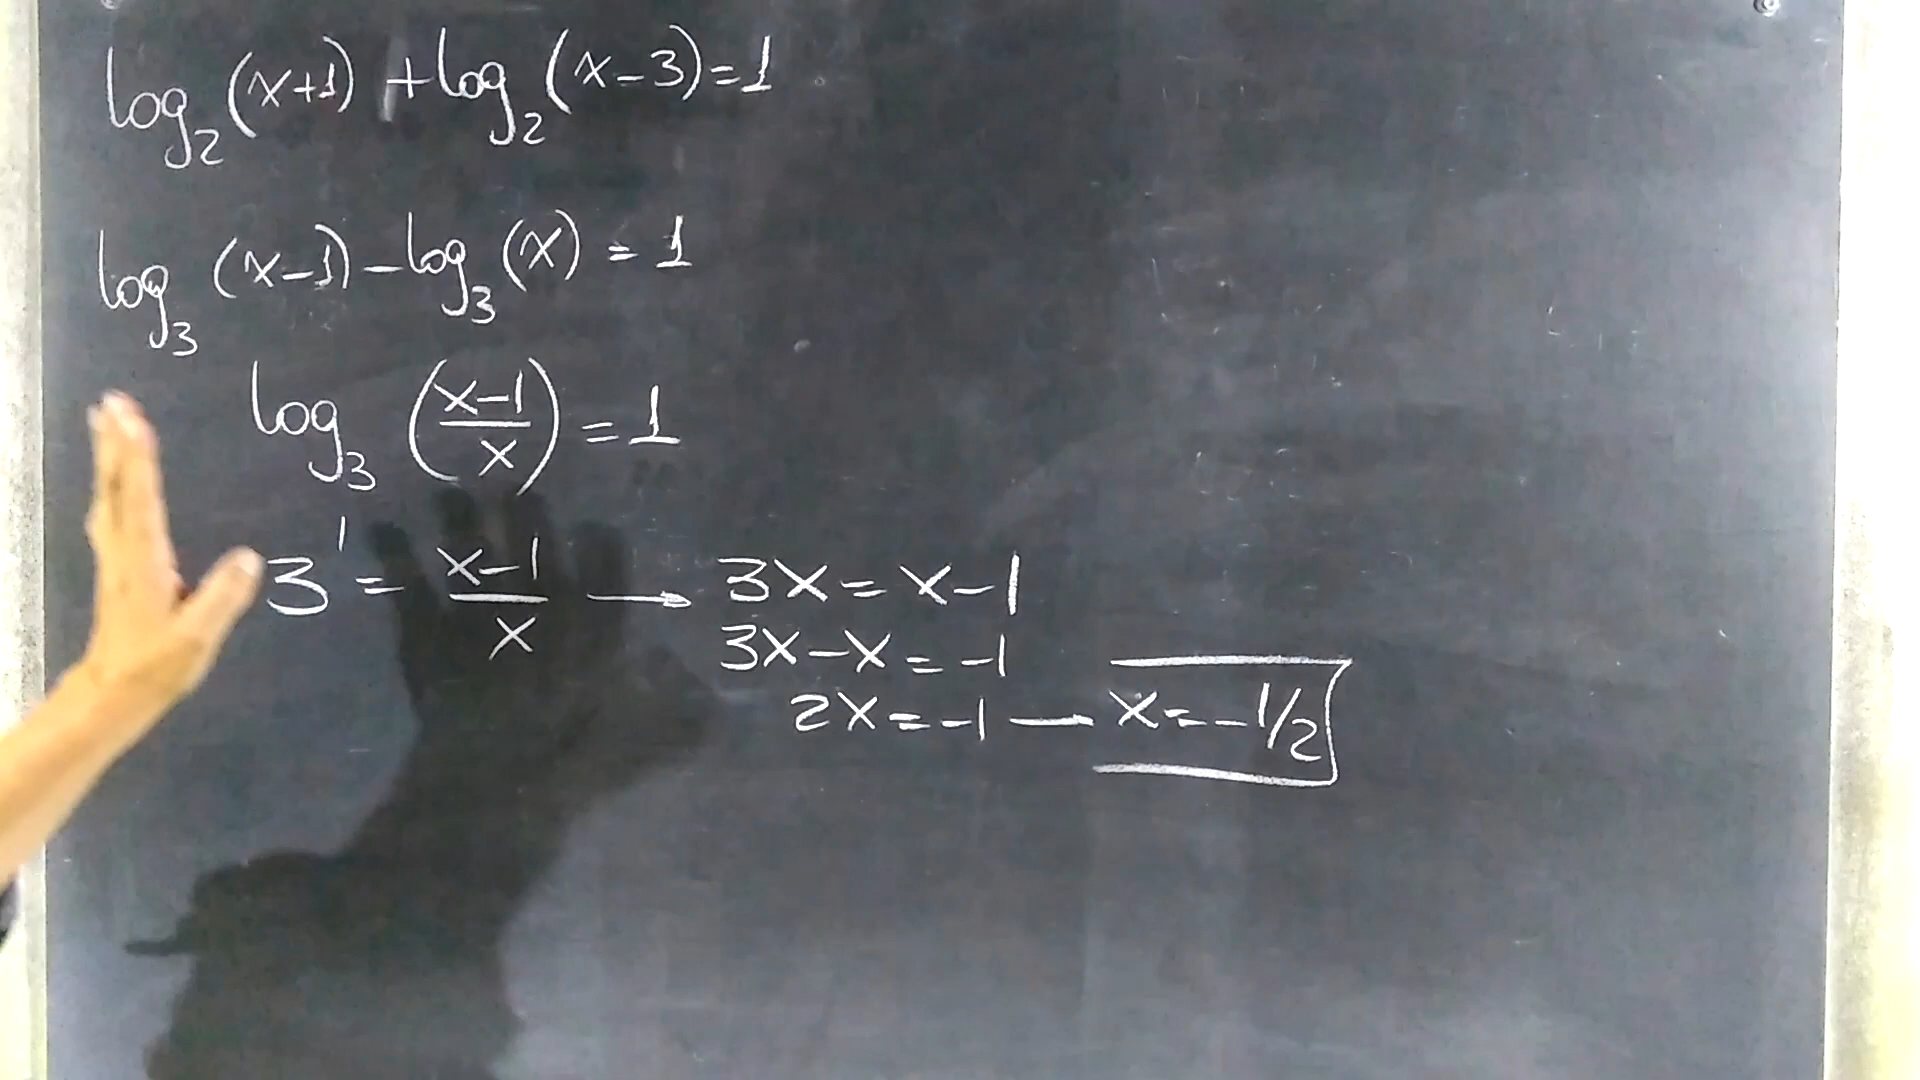 log₂(x+1) + log₂(x-3)=1
log₃(x-1) - log₃(x) = 1
log₃((x-1)/x) = 1
3¹ = (x-1)/x → 3x = x-1
3x-x = -1
2x = -1 — x = -1/2